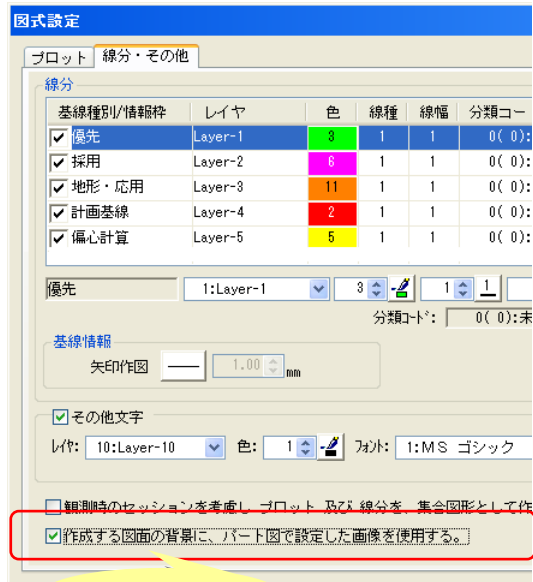 図式設定
プロット 線分・その他
線分
基線種別/情報枠 レイヤ 色 線種 線幅 分類コー
優先 Layer-1 3 1 1 0( 0):
採用 Layer-2 6 1 1 0( 0):
地形・応用 Layer-3 11 1 1 0( 0):
計画基線 Layer-4 2 1 1 0( 0):
偏心計算 Layer-5 5 1 1 0( 0):
優先 1:Layer-1 3 1 1
分類ｺｰﾄﾞ: 0( 0):未
基線情報
矢印作図 1.00 mm
その他文字
ﾚｲﾔ: 10:Layer-10 色: 1 ﾌｫﾝﾄ: 1:MS ゴシック
観測時のセッションを考慮し プロット 及び 線分を、集合図形として作
作成する図面の背景に、パート図で設定した画像を使用する。